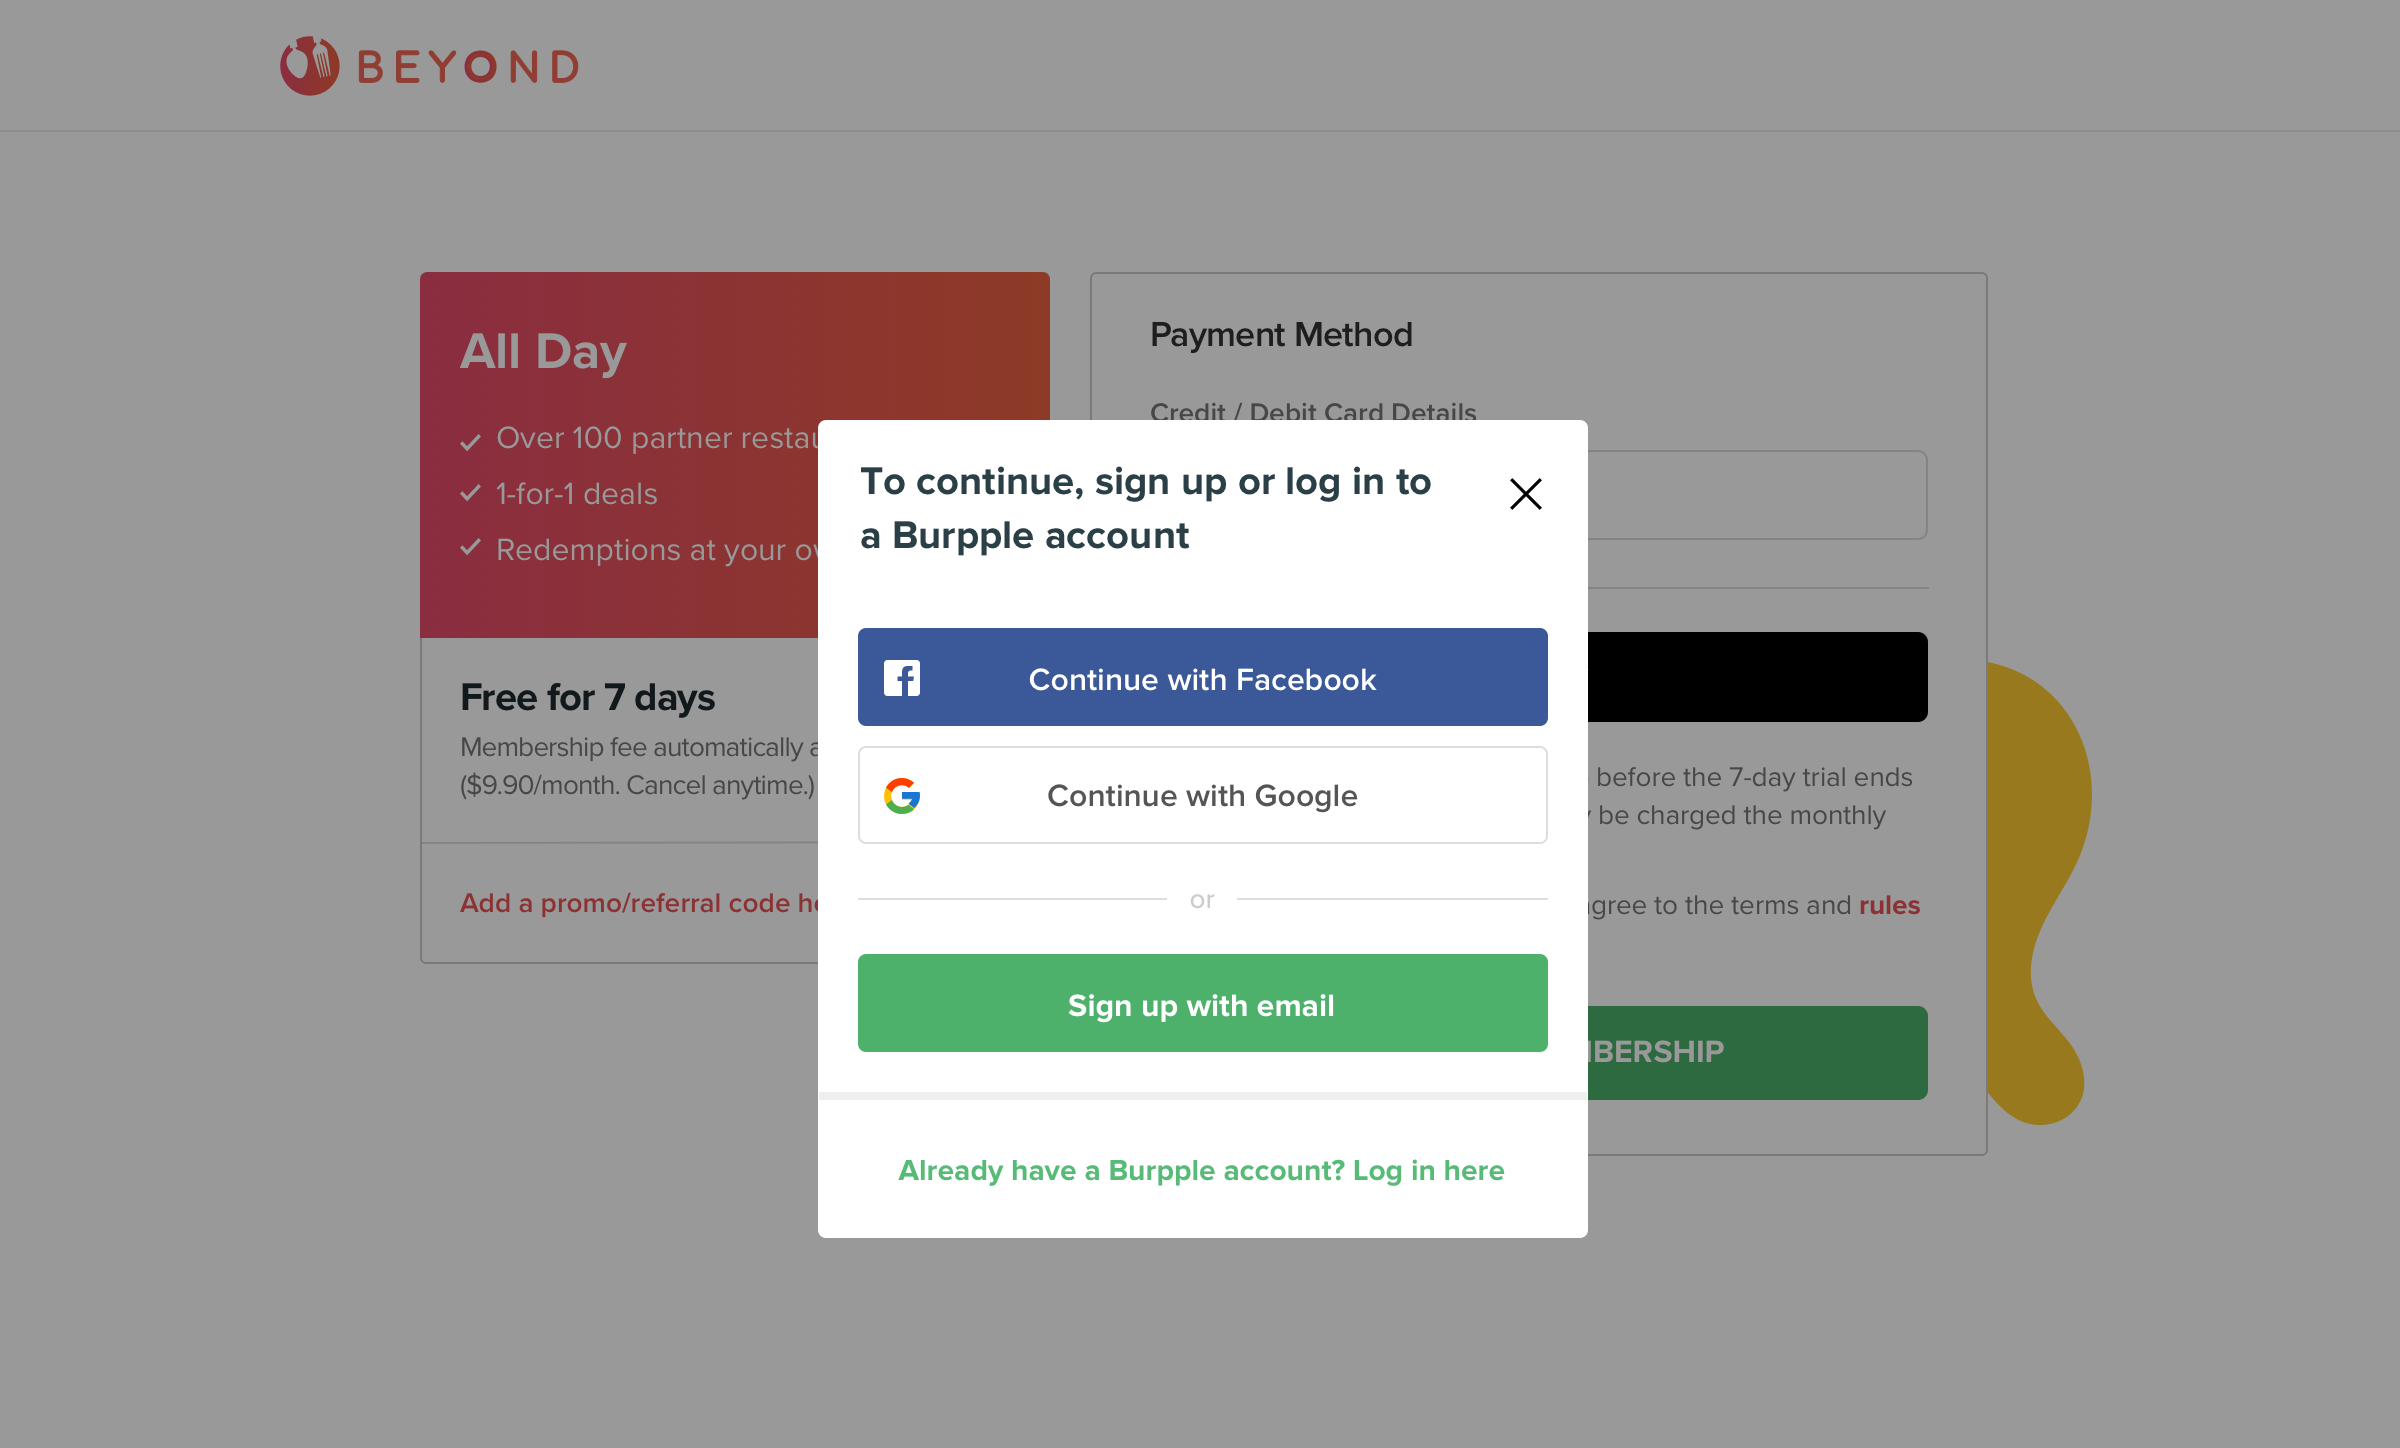 BEYOND
All Day
Over 100 partner
1-for-1 deals
Redemptions at your
Free for 7 days
Membership fee automatically
($9.90/month. Cancel anytime.)
Add a promo/referral code
Payment Method
Credit / Debit Card Details
before the 7-day trial ends
be charged the monthly
to the terms and rules
To continue, sign up or log in to
a Burpple account
Continue with Facebook
Continue with Google
or
Sign up with email
Already have a Burpple account? Log in here